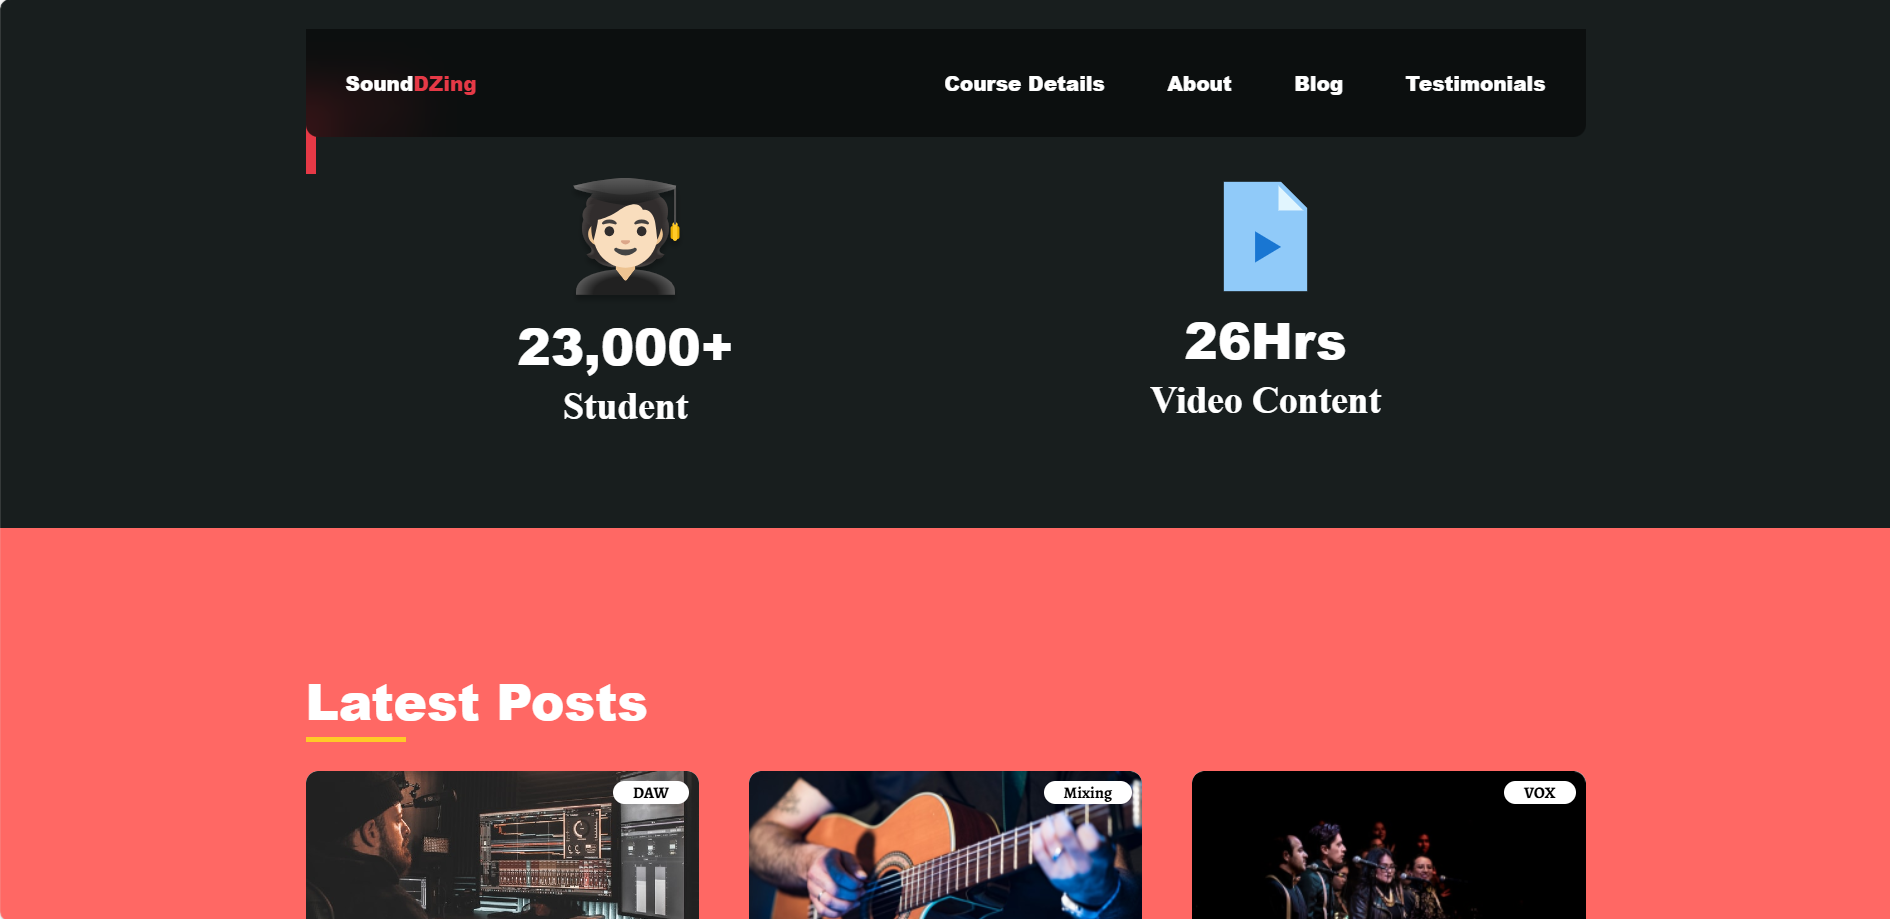 SoundDZing
Course Details
About
Blog
Testimonials
23,000+
Student
26Hrs
Video Content
Latest Posts
DAW
Mixing
VOX